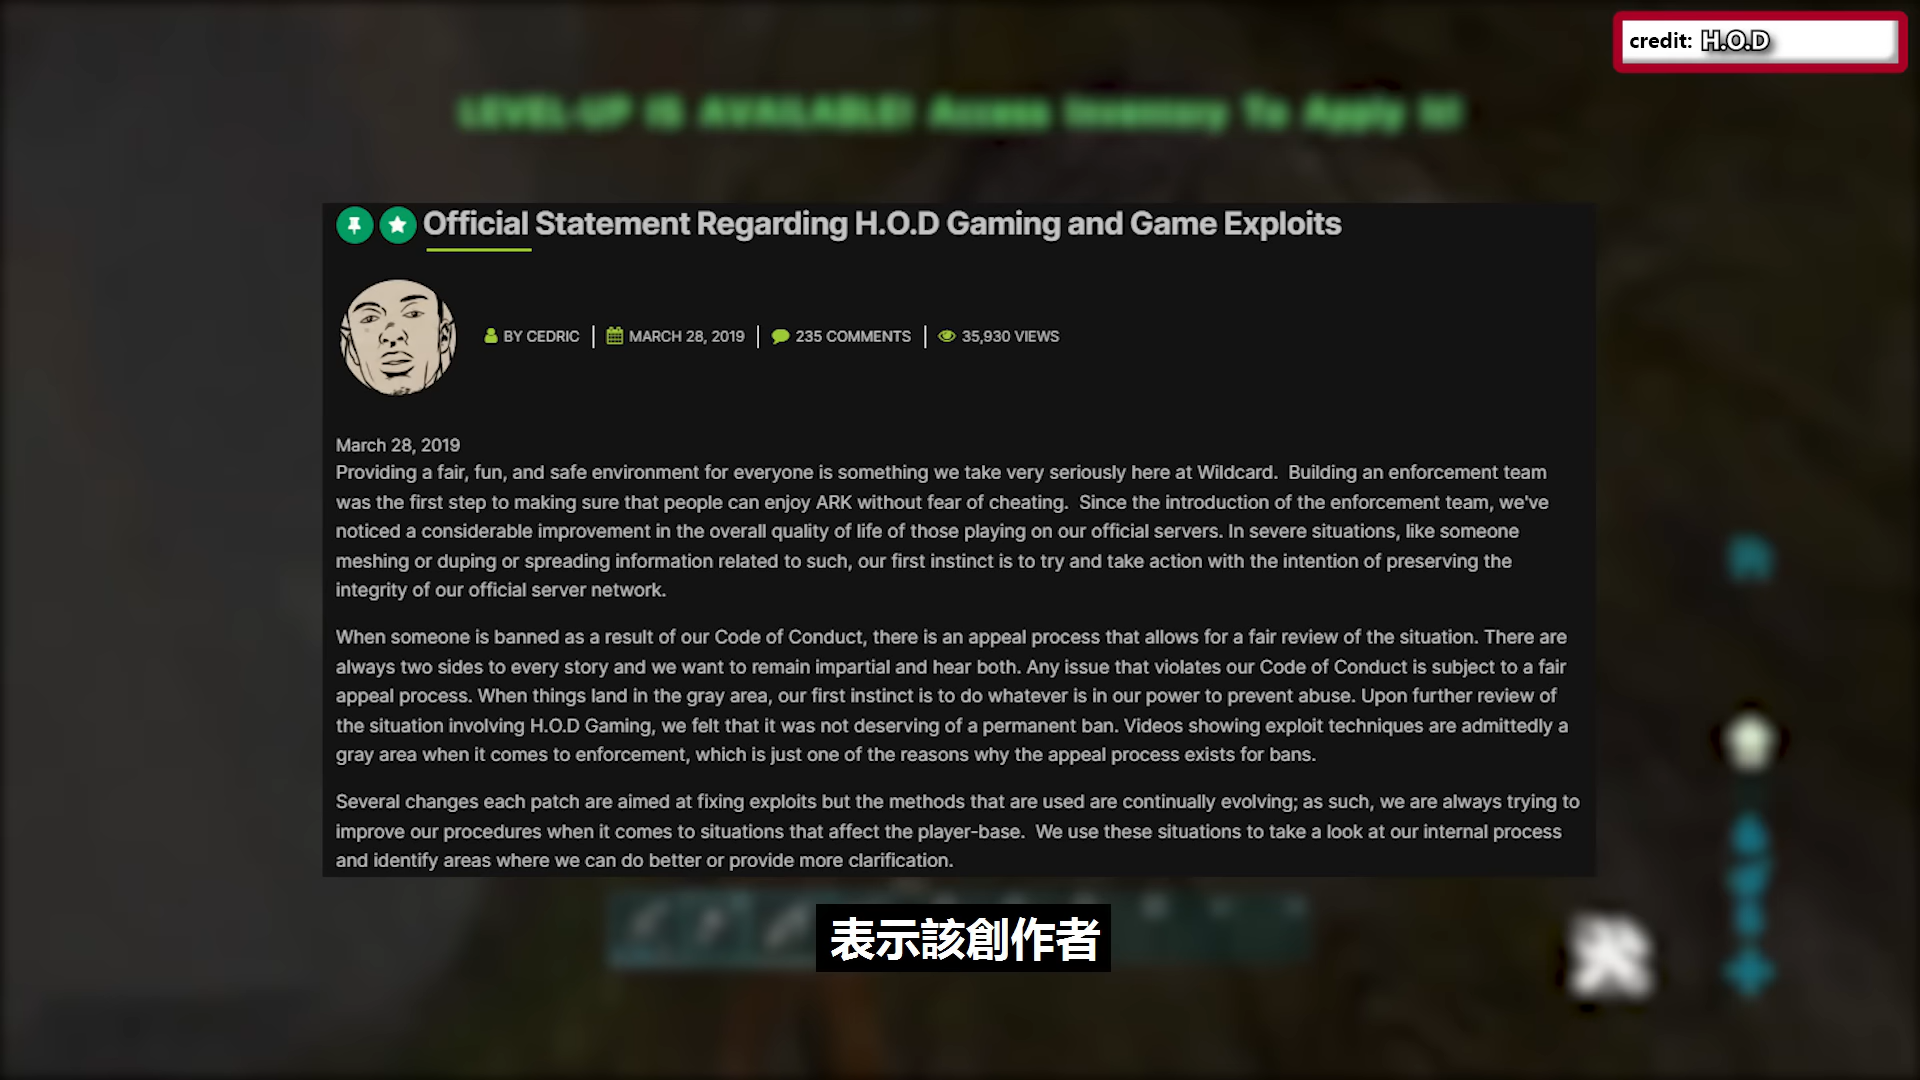 credit: H.O.D
LEVEL-UP IS AVAILABLE! Access Inventory To Apply It!
Official Statement Regarding H.O.D Gaming and Game Exploits
BY CEDRIC | MARCH 28, 2019 | 235 COMMENTS | 35,930 VIEWS
March 28, 2019
Providing a fair, fun, and safe environment for everyone is something we take very seriously here at Wildcard.  Building an enforcement team
was the first step to making sure that people can enjoy ARK without fear of cheating.  Since the introduction of the enforcement team, we've
noticed a considerable improvement in the overall quality of life of those playing on our official servers. In severe situations, like someone
meshing or duping or spreading information related to such, our first instinct is to try and take action with the intention of preserving the
integrity of our official server network.
When someone is banned as a result of our Code of Conduct, there is an appeal process that allows for a fair review of the situation. There are
always two sides to every story and we want to remain impartial and hear both. Any issue that violates our Code of Conduct is subject to a fair
appeal process. When things land in the gray area, our first instinct is to do whatever is in our power to prevent abuse. Upon further review of
the situation involving H.O.D Gaming, we felt that it was not deserving of a permanent ban. Videos showing exploit techniques are admittedly a
gray area when it comes to enforcement, which is just one of the reasons why the appeal process exists for bans.
Several changes each patch are aimed at fixing exploits but the methods that are used are continually evolving; as such, we are always trying to
improve our procedures when it comes to situations that affect the player-base.  We use these situations to take a look at our internal process
and identify areas where we can do better or provide more clarification.
表示該創作者